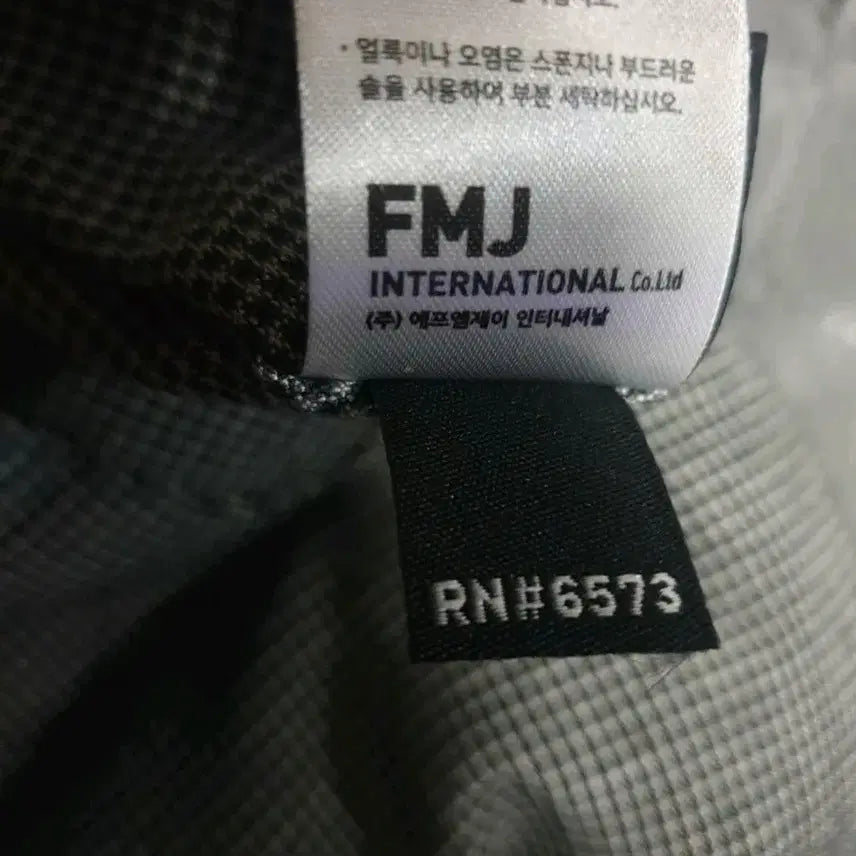 · 얼룩이나 오염은 스폰지나 부드러운
솔을 사용하여 부분 세탁하십시오.
FMJ
INTERNATIONAL Co.Ltd
(주) 에프엠제이 인터내셔날
RN#6573